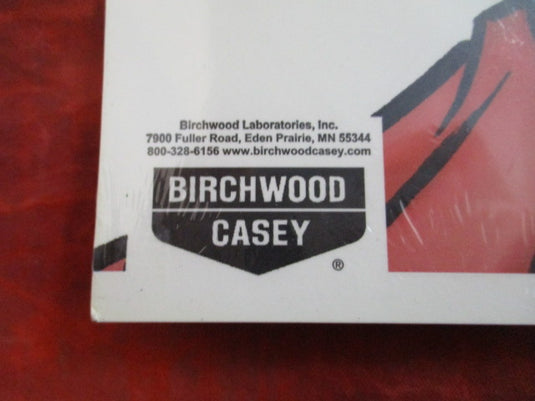 Birchwood Laboratories, Inc.
7900 Fuller Road, Eden Prairie, MN 55344
800-328-6156 www.birchwoodcasey.com
BIRCHWOOD
CASEY
®